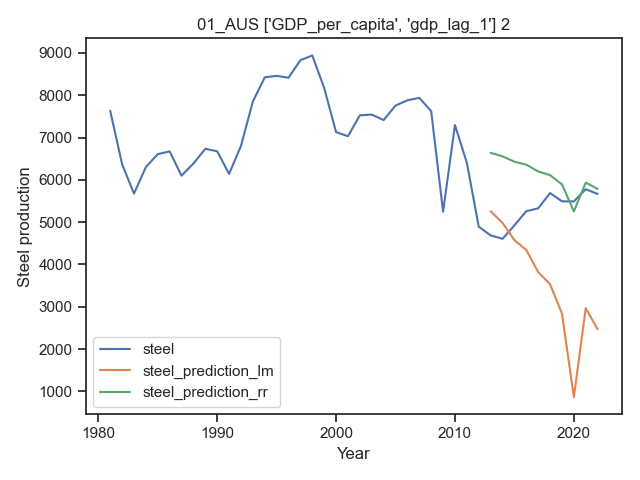 01_AUS ['GDP_per_capita', 'gdp_lag_1'] 2
Steel production
9000
8000
7000
6000
5000
4000
3000
2000
1000
steel
steel_prediction_lm
steel_prediction_rr
1980
1990
2000
2010
2020
Year